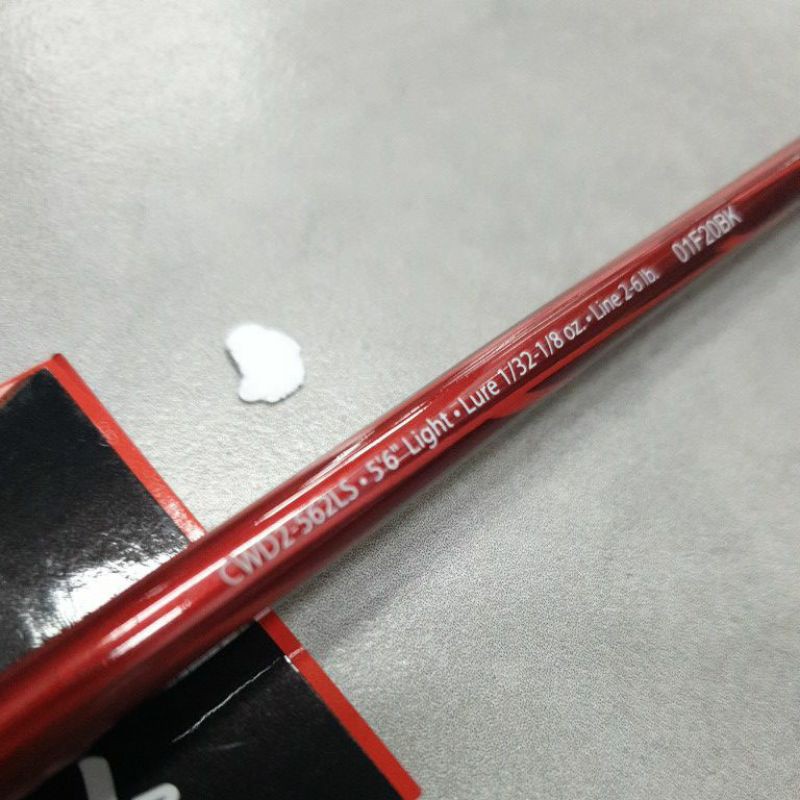 CWD2-562LS • 5'6" Light • Lure 1/32-1/8 oz. • Line 2-6 lb. 01F20BK